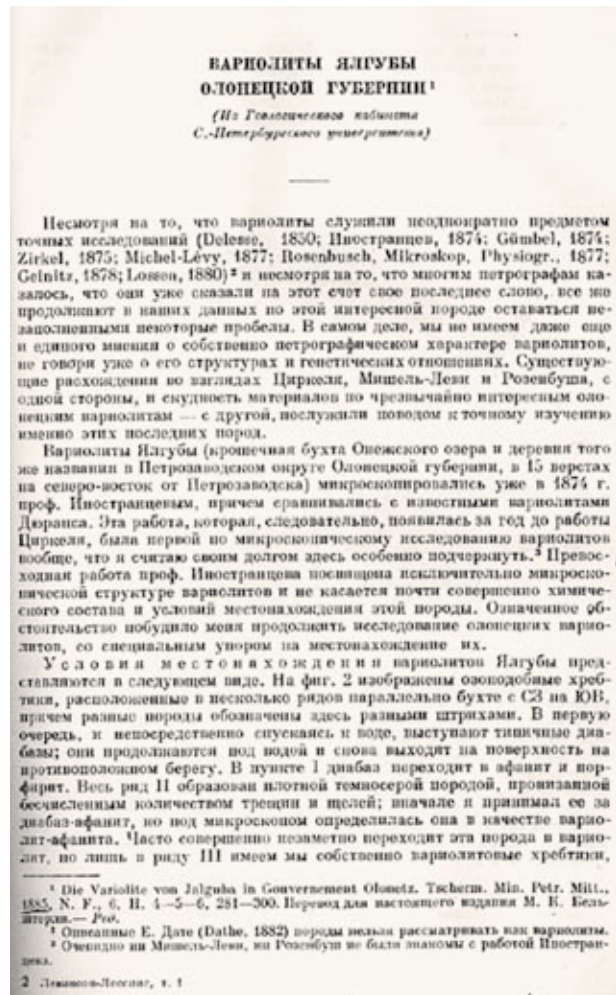 ВАРИОЛИТЫ ЯЛГУБЫ
ОЛОНЕЦКОЙ ГУБЕРНИИ¹
(Из Геологического кабинета
С.-Петербургского университета)
Несмотря на то, что вариолиты служили неоднократно предметом
точных исследований (Delesse, 1850; Иностранцев, 1874; Gümbel, 1874;
Zirkel, 1875; Michel-Lévy, 1877; Rosenbusch, Mikroskop. Physiogr., 1877;
Geinitz, 1878; Lossen, 1880)² и несмотря на то, что многим петрографам ка-
залось, что они уже сказали на этот счет свое последнее слово, все же
продолжают в наших данных по этой интересной породе оставаться не-
заполненными некоторые пробелы. В самом деле, мы не имеем даже еще
и единого мнения о собственно петрографическом характере вариолитов,
не говоря уже о его структурах и генетических отношениях. Существую-
щие расхождения во взглядах Циркеля, Мишель-Леви и Розенбуша, с
одной стороны, и скудность материалов по чрезвычайно интересным оло-
нецким вариолитам — с другой, послужили поводом к точному изучению
именно этих последних пород.
Вариолиты Ялгубы (крошечная бухта Онежского озера и деревня того
же названия в Петрозаводском округе Олонецкой губернии, в 15 верстах
на северо-восток от Петрозаводска) микроскопировались уже в 1874 г.
проф. Иностранцевым, причем сравнивались с известными вариолитами
Дюранса. Эта работа, которая, следовательно, появилась за год до работы
Циркеля, была первой по микроскопическому исследованию вариолитов
вообще, что я считаю своим долгом здесь особенно подчеркнуть.³ Превос-
ходная работа проф. Иностранцова посвящена исключительно микроско-
пической структуре вариолитов и не касается почти совершенно химиче-
ского состава и условий местонахождения этой породы. Означенное об-
стоятельство побудило меня продолжить исследование олонецких варио-
литов, со специальным упором на местонахождение их.
Условия местонахождения вариолитов Ялгубы пред-
ставляются в следующем виде. На фиг. 2 изображены озоподобные хреб-
тики, расположенные в несколько рядов параллельно бухте с СЗ на ЮВ,
причем разные породы обозначены здесь разными штрихами. В первую
очередь, и непосредственно спускаясь к воде, выступают типичные диа-
базы; они продолжаются под водой и снова выходят на поверхность на
противоположном берегу. В пункте I диабаз переходит в афанит и пор-
фирит. Весь ряд II образован плотной темносерой породой, пронизанной
бесчисленным количеством трещин и щелей; вначале я принимал ее за
диабаз-афанит, но под микроскопом определилась она в качестве варио-
лит-афанита. Часто совершенно незаметно переходит эта порода в варио-
лит, но лишь в ряду III имеем мы собственно вариолитовые хребтики,
¹ Die Variolite von Jalguba in Gouvernement Olonetz. Tscherm. Min. Petr. Mitt.,
1885, N. F., 6, H. 4—5—6, 281—300. Перевод для настоящего издания М. К. Бель-
штерли.— Ред.
² Описанные Е. Дате (Dathe, 1882) породы нельзя рассматривать как вариолиты.
³ Очевидно ни Мишель-Леви, ни Розенбуш не были знакомы с работой Иностран-
цева.
2 Левинсон-Лессинг, т. I